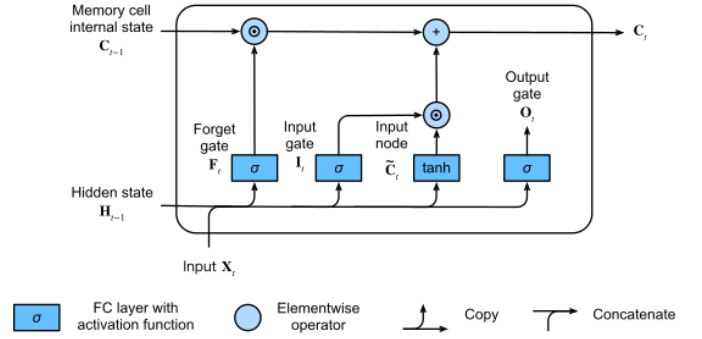 Memory cell
internal state
C_{t-1}
C_t
Output
gate
O_t
Forget
gate
F_t
Input
gate
I_t
Input
node
C̃_t
σ
σ
tanh
σ
Hidden state
H_{t-1}
Input X_t
σ
FC layer with
activation function
Elementwise
operator
Copy
Concatenate